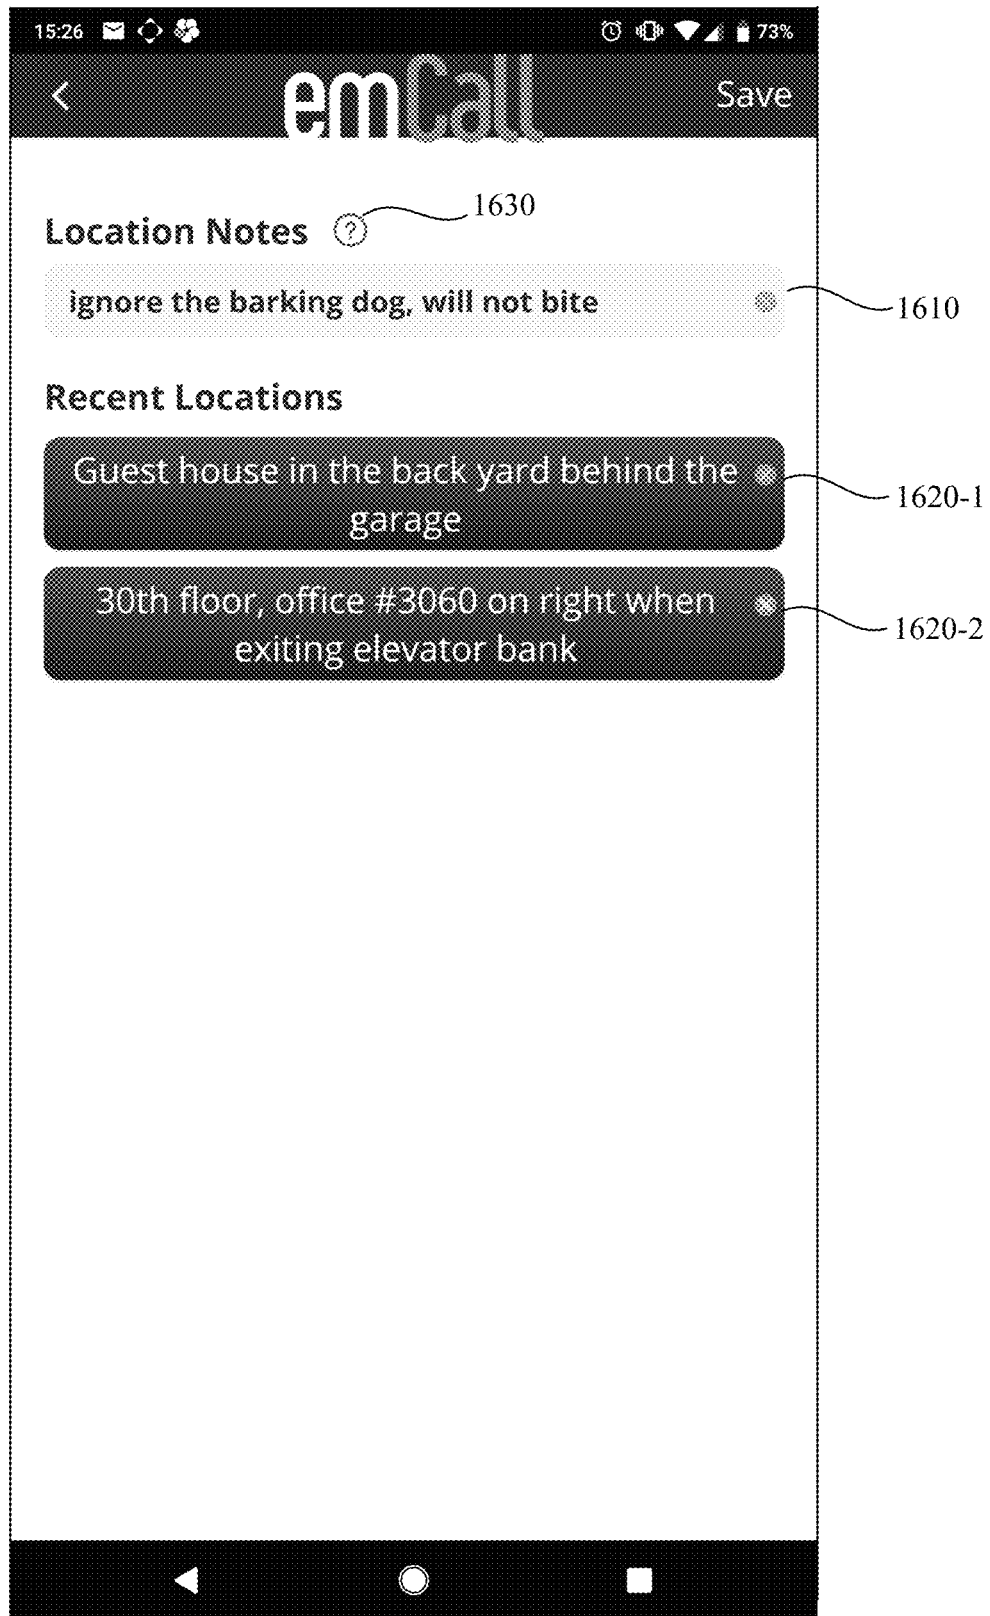 15:26
73%
emCall
Save
1630
Location Notes ?
ignore the barking dog, will not bite
1610
Recent Locations
Guest house in the back yard behind the
garage
1620-1
30th floor, office #3060 on right when
exiting elevator bank
1620-2